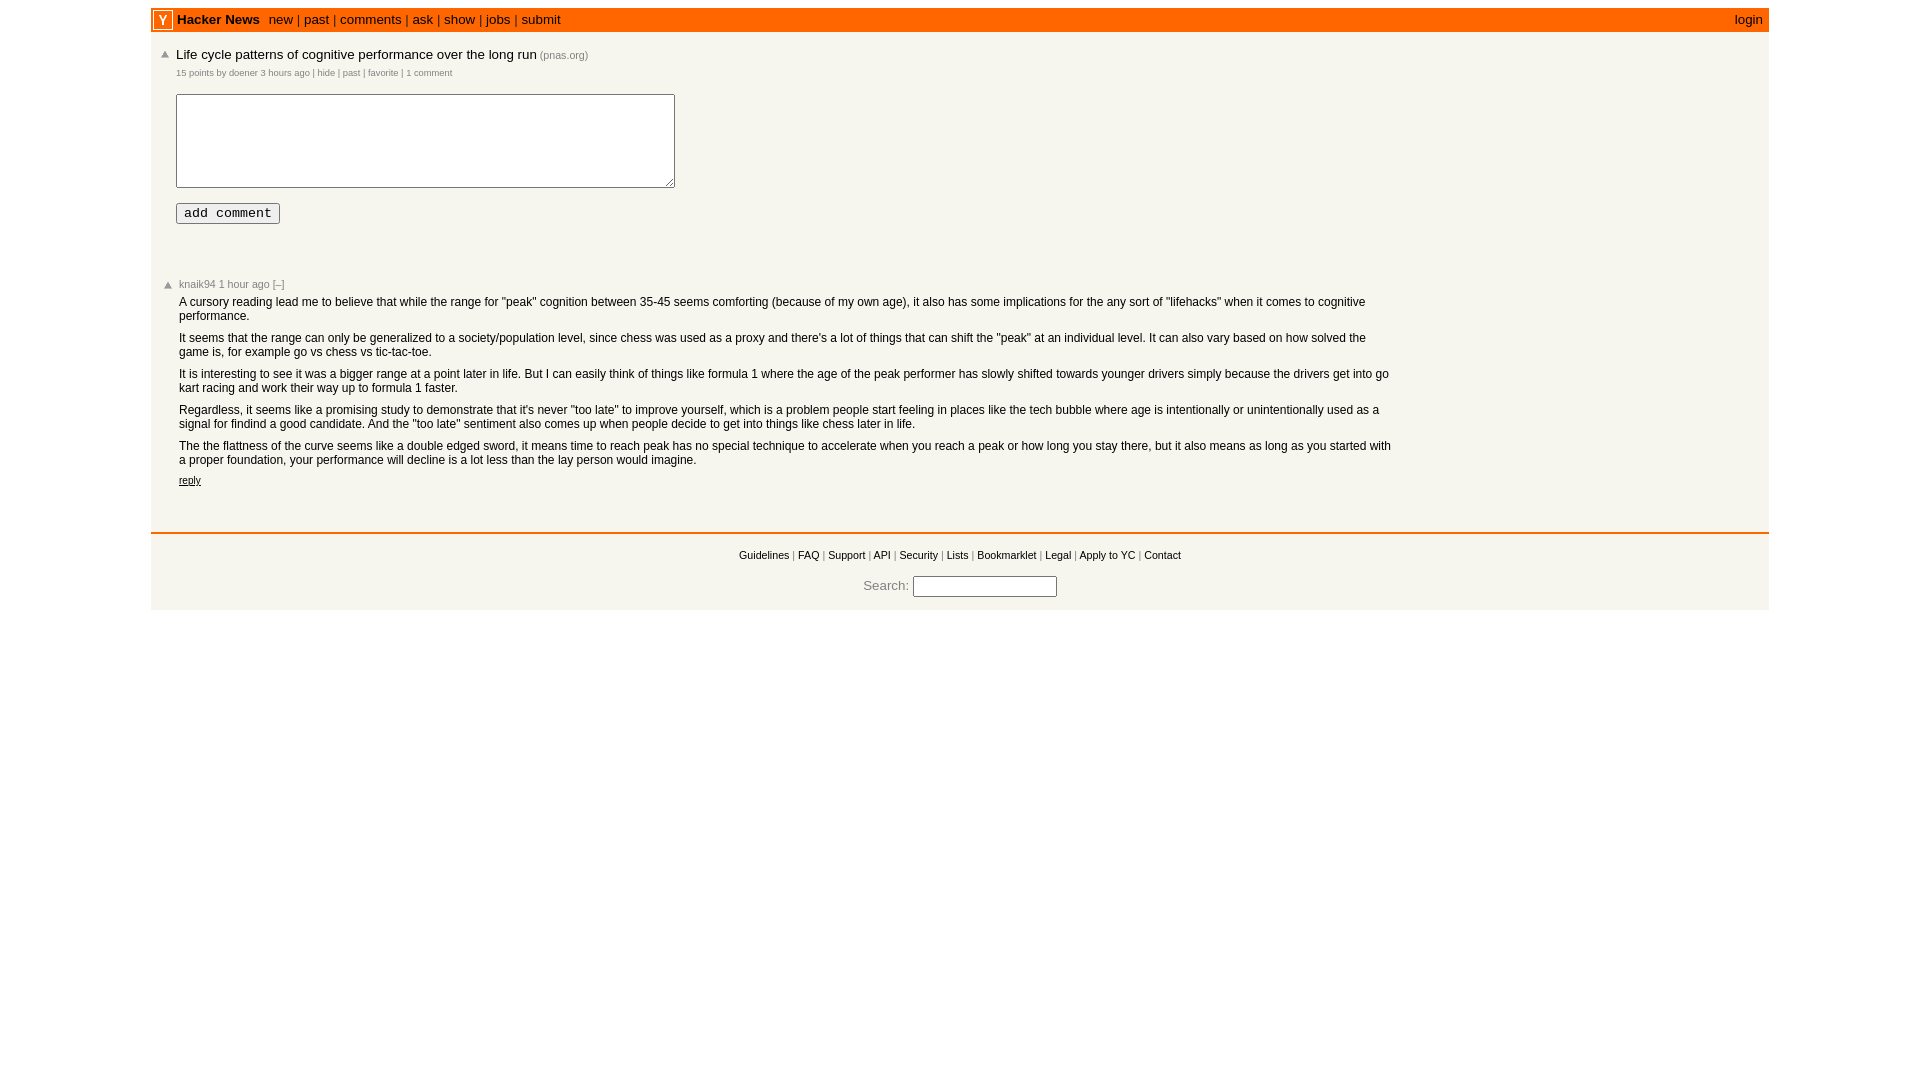 Y Hacker News new | past | comments | ask | show | jobs | submit login
Life cycle patterns of cognitive performance over the long run (pnas.org)
15 points by doener 3 hours ago | hide | past | favorite | 1 comment
add comment
knaik94 1 hour ago [–]
A cursory reading lead me to believe that while the range for "peak" cognition between 35-45 seems comforting (because of my own age), it also has some implications for the any sort of "lifehacks" when it comes to cognitive
performance.
It seems that the range can only be generalized to a society/population level, since chess was used as a proxy and there's a lot of things that can shift the "peak" at an individual level. It can also vary based on how solved the
game is, for example go vs chess vs tic-tac-toe.
It is interesting to see it was a bigger range at a point later in life. But I can easily think of things like formula 1 where the age of the peak performer has slowly shifted towards younger drivers simply because the drivers get into go
kart racing and work their way up to formula 1 faster.
Regardless, it seems like a promising study to demonstrate that it's never "too late" to improve yourself, which is a problem people start feeling in places like the tech bubble where age is intentionally or unintentionally used as a
signal for findind a good candidate. And the "too late" sentiment also comes up when people decide to get into things like chess later in life.
The the flattness of the curve seems like a double edged sword, it means time to reach peak has no special technique to accelerate when you reach a peak or how long you stay there, but it also means as long as you started with
a proper foundation, your performance will decline is a lot less than the lay person would imagine.
reply
Guidelines | FAQ | Support | API | Security | Lists | Bookmarklet | Legal | Apply to YC | Contact
Search: